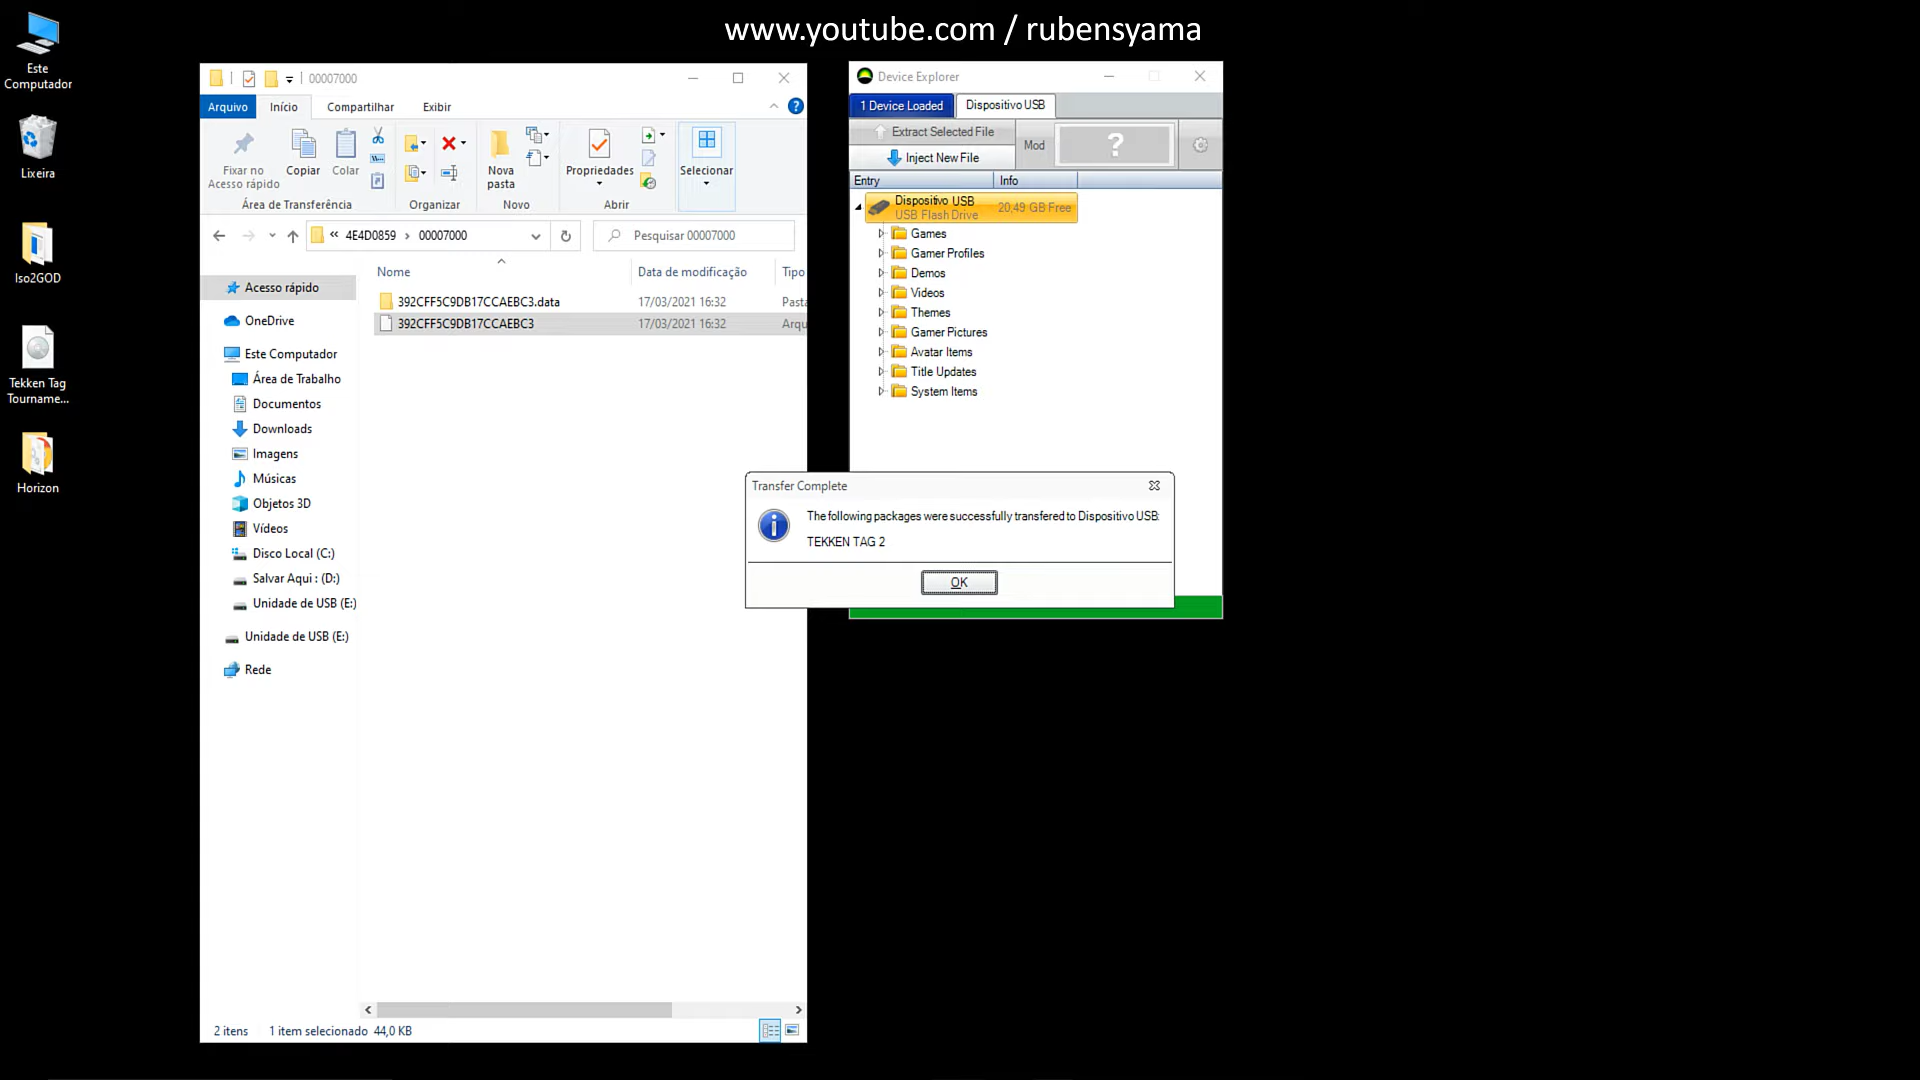 www.youtube.com / rubensyama
Este
Computador
Lixeira
Iso2GOD
Tekken Tag
Tourname...
Horizon
00007000
Arquivo
Início
Compartilhar
Exibir
Fixar no
Acesso rápido
Copiar
Colar
Nova
pasta
Propriedades
Selecionar
Área de Transferência
Organizar
Novo
Abrir
« 4E4D0859 › 00007000
Pesquisar 00007000
Nome
Data de modificação
Tipo
392CFF5C9DB17CCAEBC3.data
17/03/2021 16:32
Pasta
392CFF5C9DB17CCAEBC3
17/03/2021 16:32
Arqu
Acesso rápido
OneDrive
Este Computador
Área de Trabalho
Documentos
Downloads
Imagens
Músicas
Objetos 3D
Vídeos
Disco Local (C:)
Salvar Aqui : (D:)
Unidade de USB (E:)
Unidade de USB (E:)
Rede
2 itens
1 item selecionado 44,0 KB
Device Explorer
1 Device Loaded
Dispositivo USB
Extract Selected File
Inject New File
Mod
?
Entry
Info
Dispositivo USB
USB Flash Drive
20,49 GB Free
Games
Gamer Profiles
Demos
Videos
Themes
Gamer Pictures
Avatar Items
Title Updates
System Items
Transfer Complete
The following packages were successfully transfered to Dispositivo USB:
TEKKEN TAG 2
OK